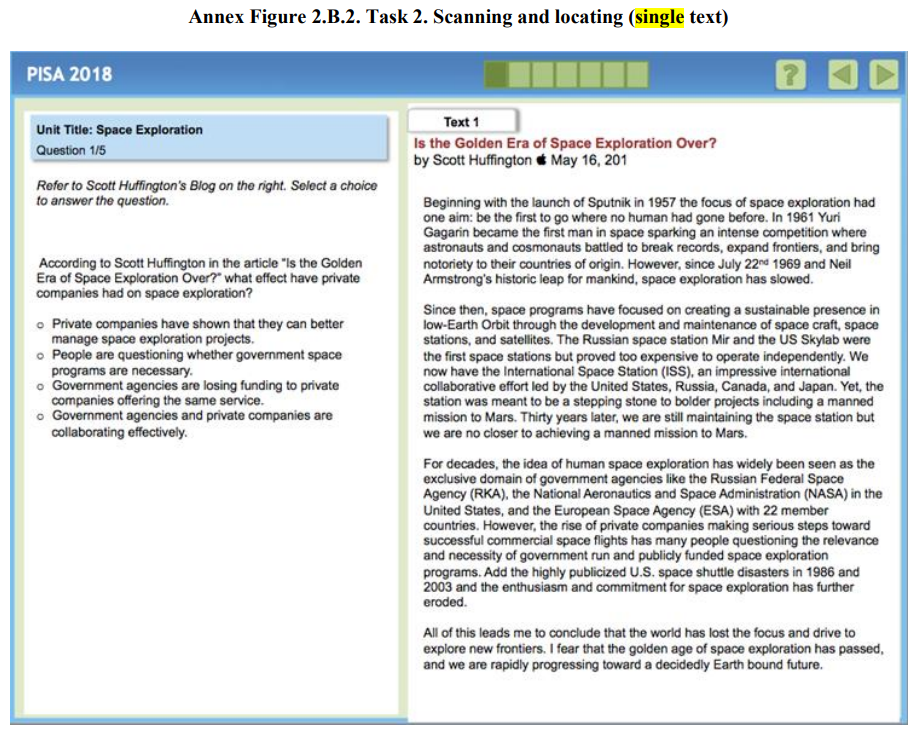 Annex Figure 2.B.2. Task 2. Scanning and locating (single text)
PISA 2018
?
Unit Title: Space Exploration
Question 1/5
Refer to Scott Huffington's Blog on the right. Select a choice
to answer the question.
According to Scott Huffington in the article "Is the Golden
Era of Space Exploration Over?" what effect have private
companies had on space exploration?
o Private companies have shown that they can better
manage space exploration projects.
o People are questioning whether government space
programs are necessary.
o Government agencies are losing funding to private
companies offering the same service.
o Government agencies and private companies are
collaborating effectively.
Text 1
Is the Golden Era of Space Exploration Over?
by Scott Huffington May 16, 201
Beginning with the launch of Sputnik in 1957 the focus of space exploration had
one aim: be the first to go where no human had gone before. In 1961 Yuri
Gagarin became the first man in space sparking an intense competition where
astronauts and cosmonauts battled to break records, expand frontiers, and bring
notoriety to their countries of origin. However, since July 22nd 1969 and Neil
Armstrong's historic leap for mankind, space exploration has slowed.
Since then, space programs have focused on creating a sustainable presence in
low-Earth Orbit through the development and maintenance of space craft, space
stations, and satellites. The Russian space station Mir and the US Skylab were
the first space stations but proved too expensive to operate independently. We
now have the International Space Station (ISS), an impressive international
collaborative effort led by the United States, Russia, Canada, and Japan. Yet, the
station was meant to be a stepping stone to bolder projects including a manned
mission to Mars. Thirty years later, we are still maintaining the space station but
we are no closer to achieving a manned mission to Mars.
For decades, the idea of human space exploration has widely been seen as the
exclusive domain of government agencies like the Russian Federal Space
Agency (RKA), the National Aeronautics and Space Administration (NASA) in the
United States, and the European Space Agency (ESA) with 22 member
countries. However, the rise of private companies making serious steps toward
successful commercial space flights has many people questioning the relevance
and necessity of government run and publicly funded space exploration
programs. Add the highly publicized U.S. space shuttle disasters in 1986 and
2003 and the enthusiasm and commitment for space exploration has further
eroded.
All of this leads me to conclude that the world has lost the focus and drive to
explore new frontiers. I fear that the golden age of space exploration has passed,
and we are rapidly progressing toward a decidedly Earth bound future.